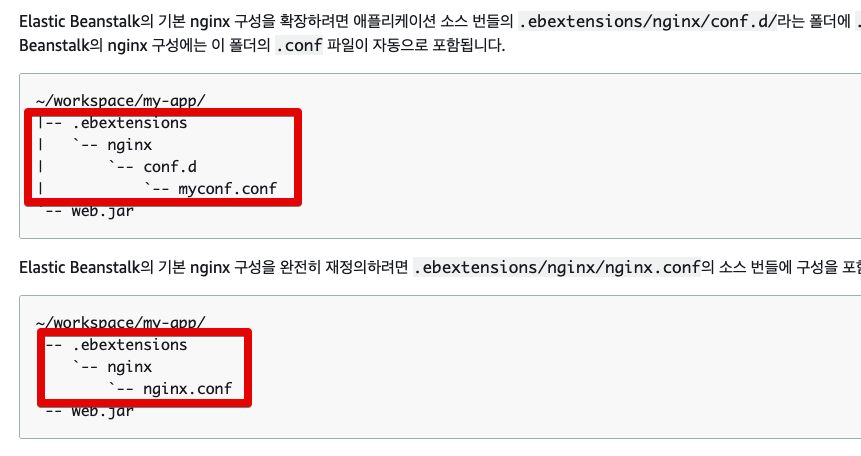 Elastic Beanstalk의 기본 nginx 구성을 확장하려면 애플리케이션 소스 번들의 .ebextensions/nginx/conf.d/라는 폴더에 .
Beanstalk의 nginx 구성에는 이 폴더의 .conf 파일이 자동으로 포함됩니다.
~/workspace/my-app/
|-- .ebextensions
|   `-- nginx
|       `-- conf.d
|           `-- myconf.conf
`-- web.jar
Elastic Beanstalk의 기본 nginx 구성을 완전히 재정의하려면 .ebextensions/nginx/nginx.conf의 소스 번들에 구성을 포
~/workspace/my-app/
-- .ebextensions
    `-- nginx
        `-- nginx.conf
-- web.jar